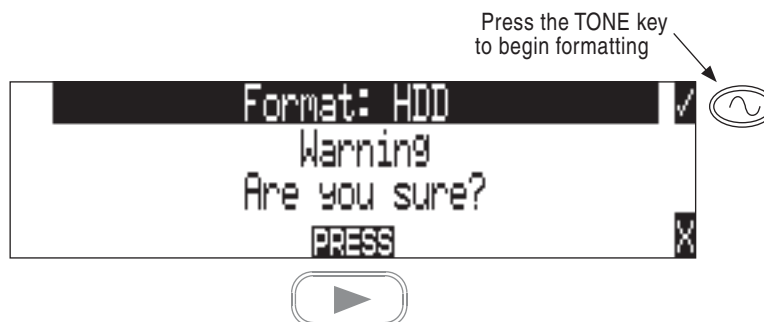 Press the TONE key
to begin formatting
Format: HDD
Warning
Are you sure?
PRESS
X